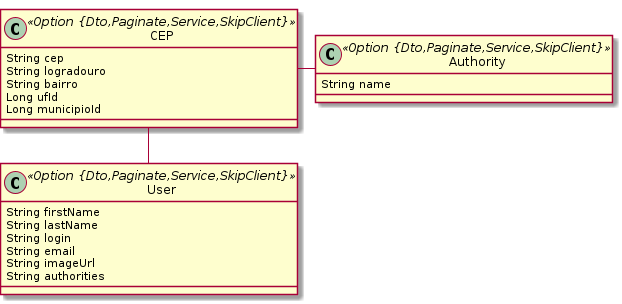 C «Option {Dto,Paginate,Service,SkipClient}»
CEP
String cep
String logradouro
String bairro
Long ufId
Long municipioId
C «Option {Dto,Paginate,Service,SkipClient}»
Authority
String name
C «Option {Dto,Paginate,Service,SkipClient}»
User
String firstName
String lastName
String login
String email
String imageUrl
String authorities